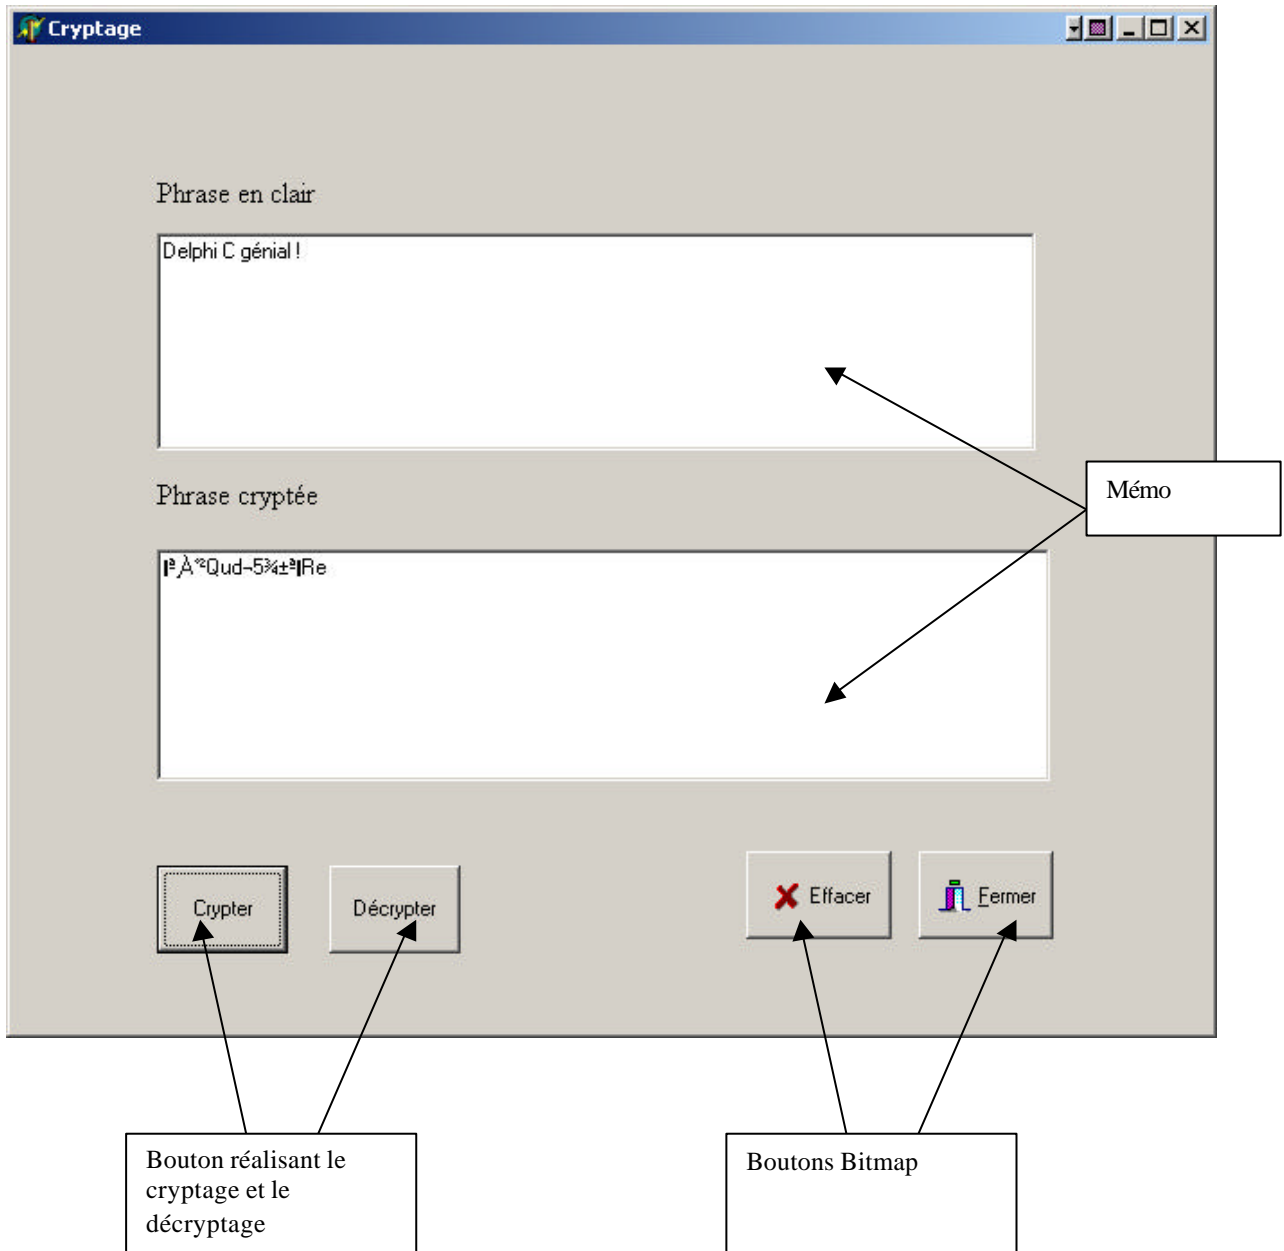 Cryptage
Phrase en clair
Delphi C génial !
Mémo
Phrase cryptée
Crypter
Décrypter
Effacer
Fermer
Bouton réalisant le
cryptage et le
décryptage
Boutons Bitmap